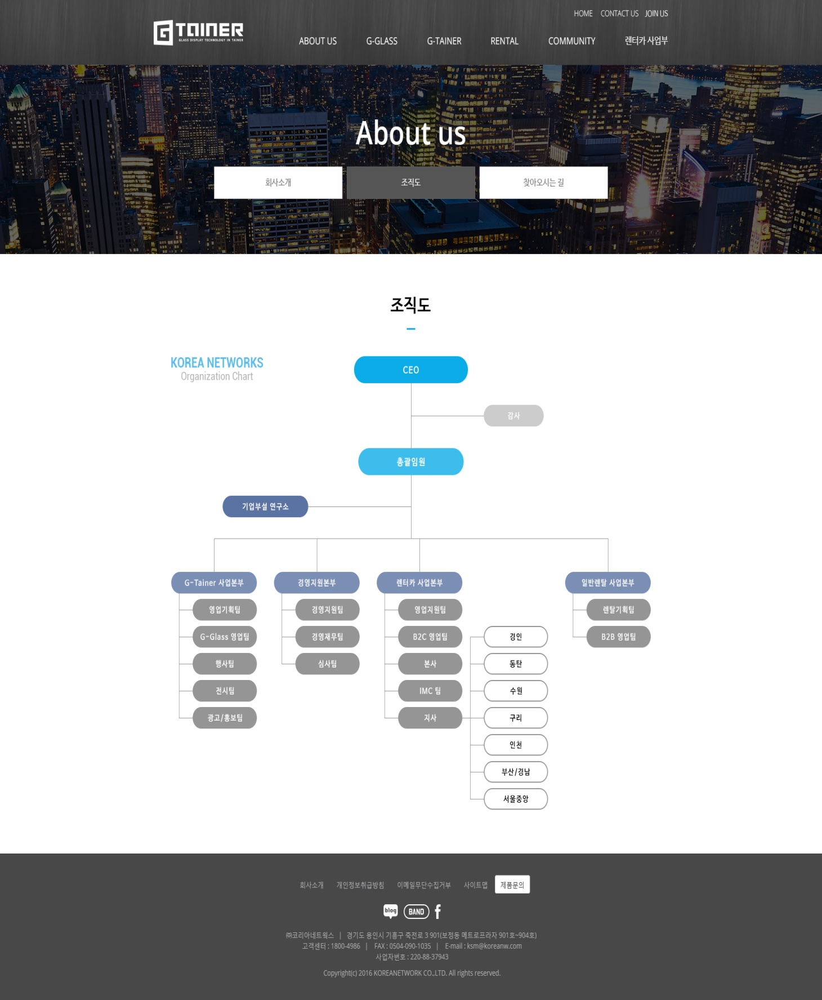 HOME CONTACT US JOIN US
G TAINER
GLASS DISPLAY TECHNOLOGY IN TAINER
ABOUT US G-GLASS G-TAINER RENTAL COMMUNITY 렌터카 사업부
About us
회사소개 조직도 찾아오시는 길
조직도
KOREA NETWORKS
Organization Chart
CEO
감사
총괄임원
기업부설 연구소
G-Tainer 사업본부 경영지원본부 렌터카 사업본부 일반렌탈 사업본부
영업기획팀 경영지원팀 영업지원팀 렌탈기획팀
G-Glass 영업팀 경영재무팀 B2C 영업팀 경인 B2B 영업팀
행사팀 심사팀 본사 동탄
전시팀 IMC 팀 수원
광고/홍보팀 지사 구리
인천
부산/경남
서울중앙
회사소개 개인정보취급방침 이메일무단수집거부 사이트맵 제품문의
blog BAND f
㈜코리아네트웍스 | 경기도 용인시 기흥구 죽전로 3 901(보정동 메트로프라자 901호~904호)
고객센터 : 1800-4986 | FAX : 0504-090-1035 | E-mail : ksm@koreanw.com
사업자번호 : 220-88-37943
Copyright(c) 2016 KOREANETWORK CO.,LTD. All rights reserved.